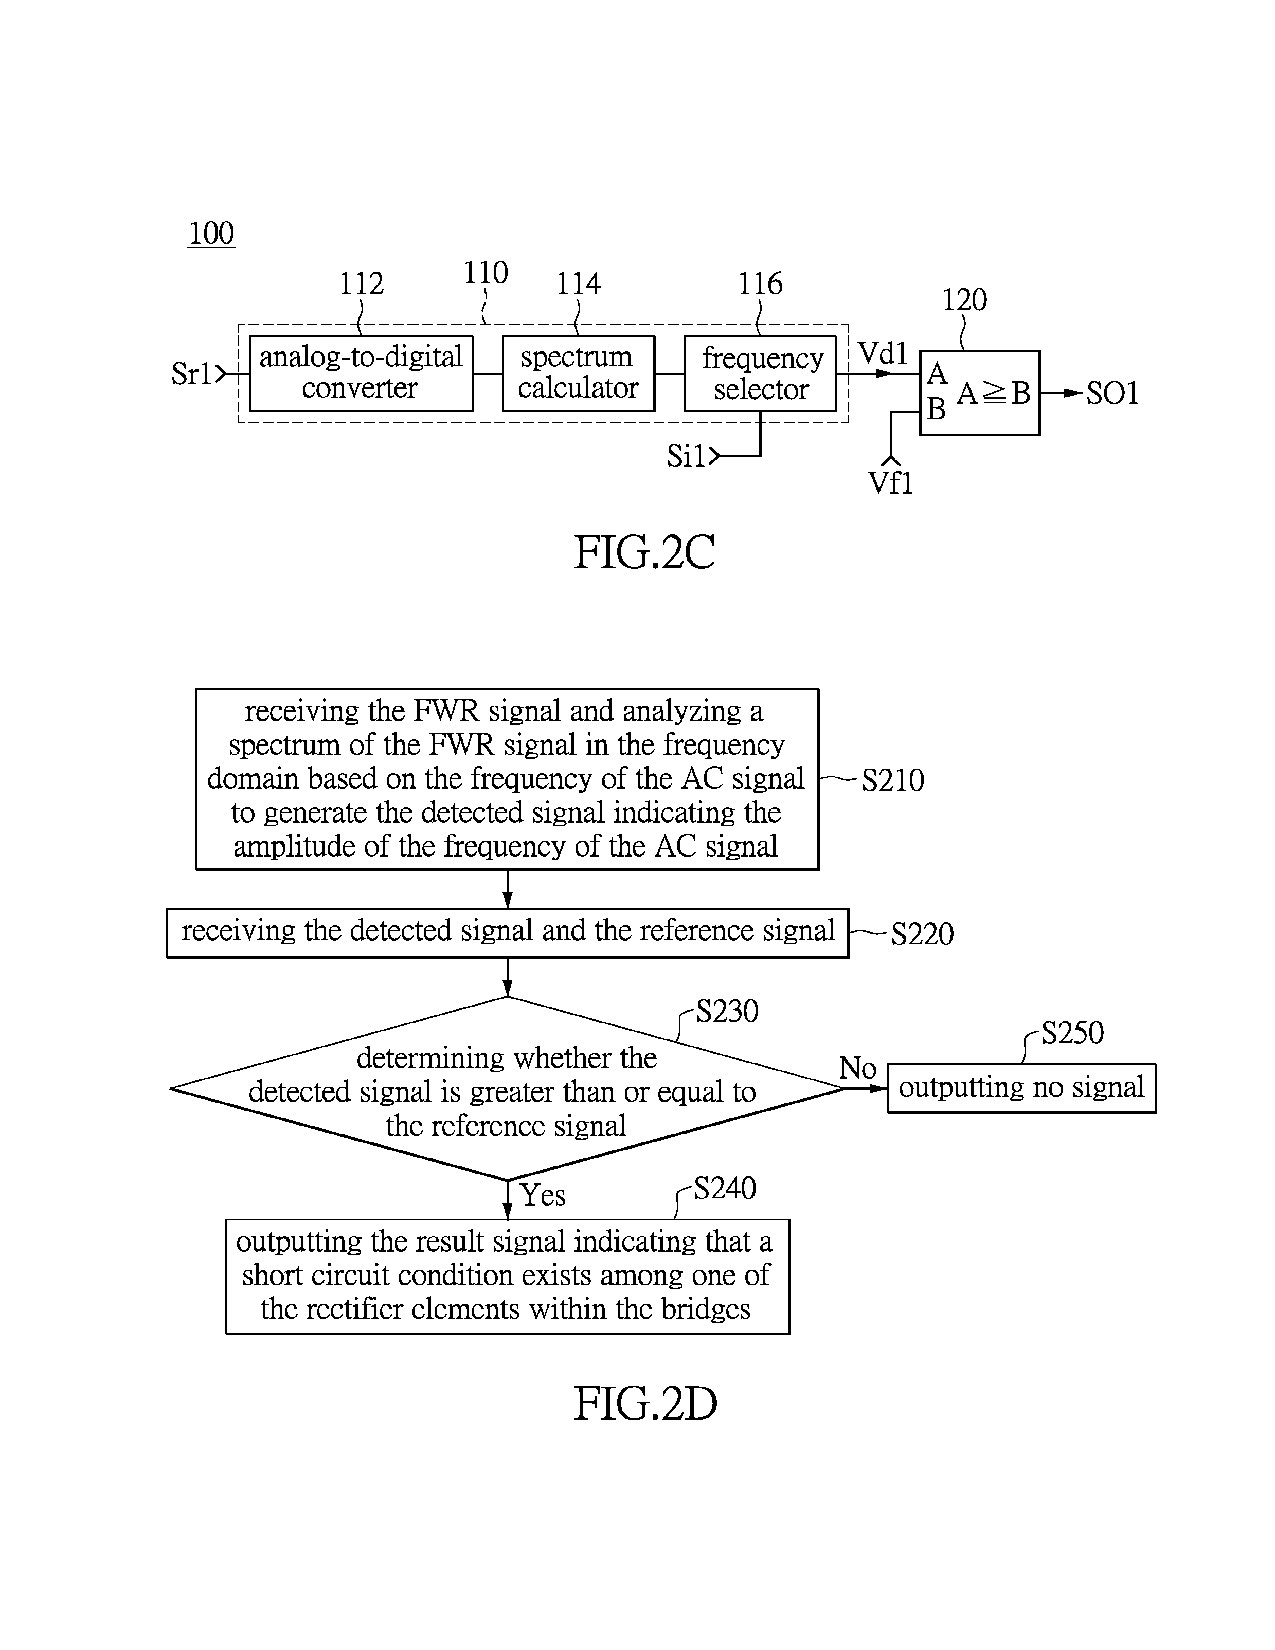 100
112
110
114
116
120
Sr1
analog-to-digital
converter
spectrum
calculator
frequency
selector
Vd1
A
B
A≧B
SO1
Si1
Vf1
FIG.2C
receiving the FWR signal and analyzing a
spectrum of the FWR signal in the frequency
domain based on the frequency of the AC signal
to generate the detected signal indicating the
amplitude of the frequency of the AC signal
S210
receiving the detected signal and the reference signal
S220
S230
determining whether the
detected signal is greater than or equal to
the reference signal
No
S250
outputting no signal
Yes
S240
outputting the result signal indicating that a
short circuit condition exists among one of
the rectifier elements within the bridges
FIG.2D